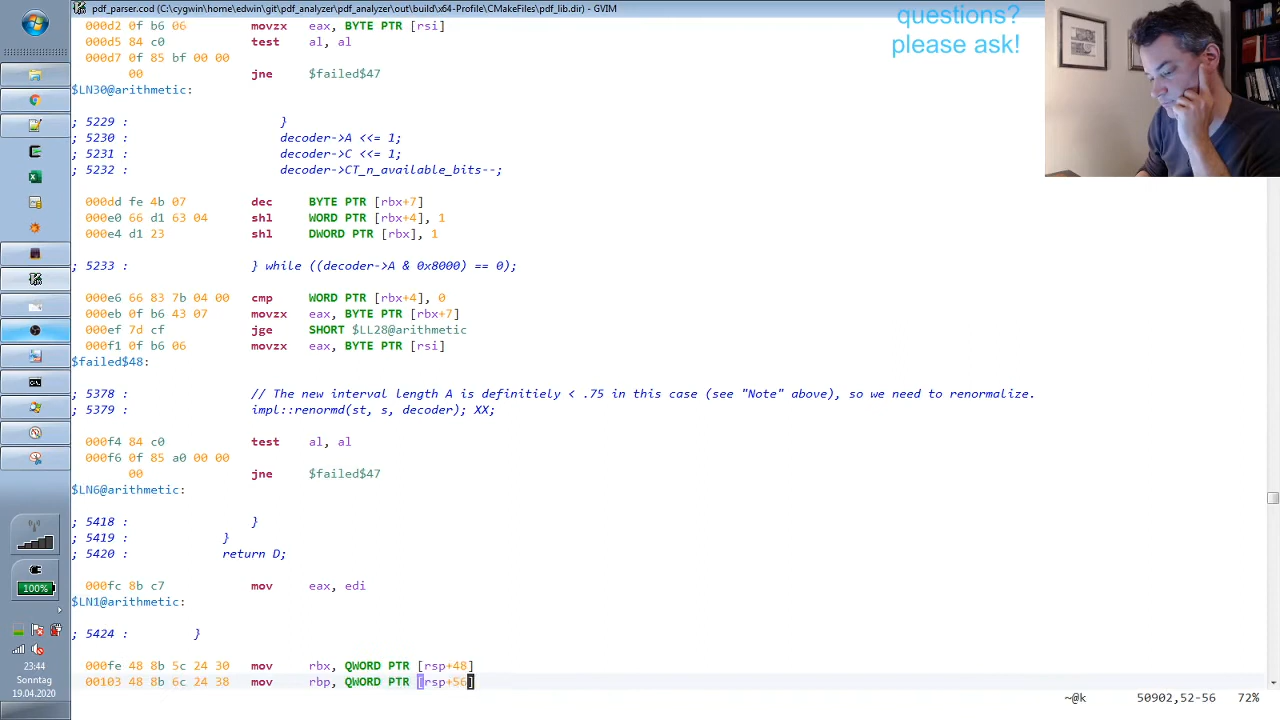 pdf_parser.cod (C:\cygwin\home\edwin\git\pdf_analyzer\pdf_analyzer\out\build\x64-Profile\CMakeFiles\pdf_lib.dir) - GVIM
questions?
please ask!
000d2 0f b6 06 movzx eax, BYTE PTR [rsi]
000d5 84 c0 test al, al
000d7 0f 85 bf 00 00
00 jne $failed$47
$LN30@arithmetic:
; 5229 : }
; 5230 : decoder->A <<= 1;
; 5231 : decoder->C <<= 1;
; 5232 : decoder->CT_n_available_bits--;
000dd fe 4b 07 dec BYTE PTR [rbx+7]
000e0 66 d1 63 04 shl WORD PTR [rbx+4], 1
000e4 d1 23 shl DWORD PTR [rbx], 1
; 5233 : } while ((decoder->A & 0x8000) == 0);
000e6 66 83 7b 04 00 cmp WORD PTR [rbx+4], 0
000eb 0f b6 43 07 movzx eax, BYTE PTR [rbx+7]
000ef 7d cf jge SHORT $LL28@arithmetic
000f1 0f b6 06 movzx eax, BYTE PTR [rsi]
$failed$48:
; 5378 : // The new interval length A is definitiely < .75 in this case (see "Note" above), so we need to renormalize.
; 5379 : impl::renormd(st, s, decoder); XX;
000f4 84 c0 test al, al
000f6 0f 85 a0 00 00
00 jne $failed$47
$LN6@arithmetic:
; 5418 : }
; 5419 : }
; 5420 : return D;
000fc 8b c7 mov eax, edi
$LN1@arithmetic:
; 5424 : }
000fe 48 8b 5c 24 30 mov rbx, QWORD PTR [rsp+48]
00103 48 8b 6c 24 38 mov rbp, QWORD PTR [rsp+56]
~@k 50902,52-56 72%
100%
23:44
Sonntag
19.04.2020